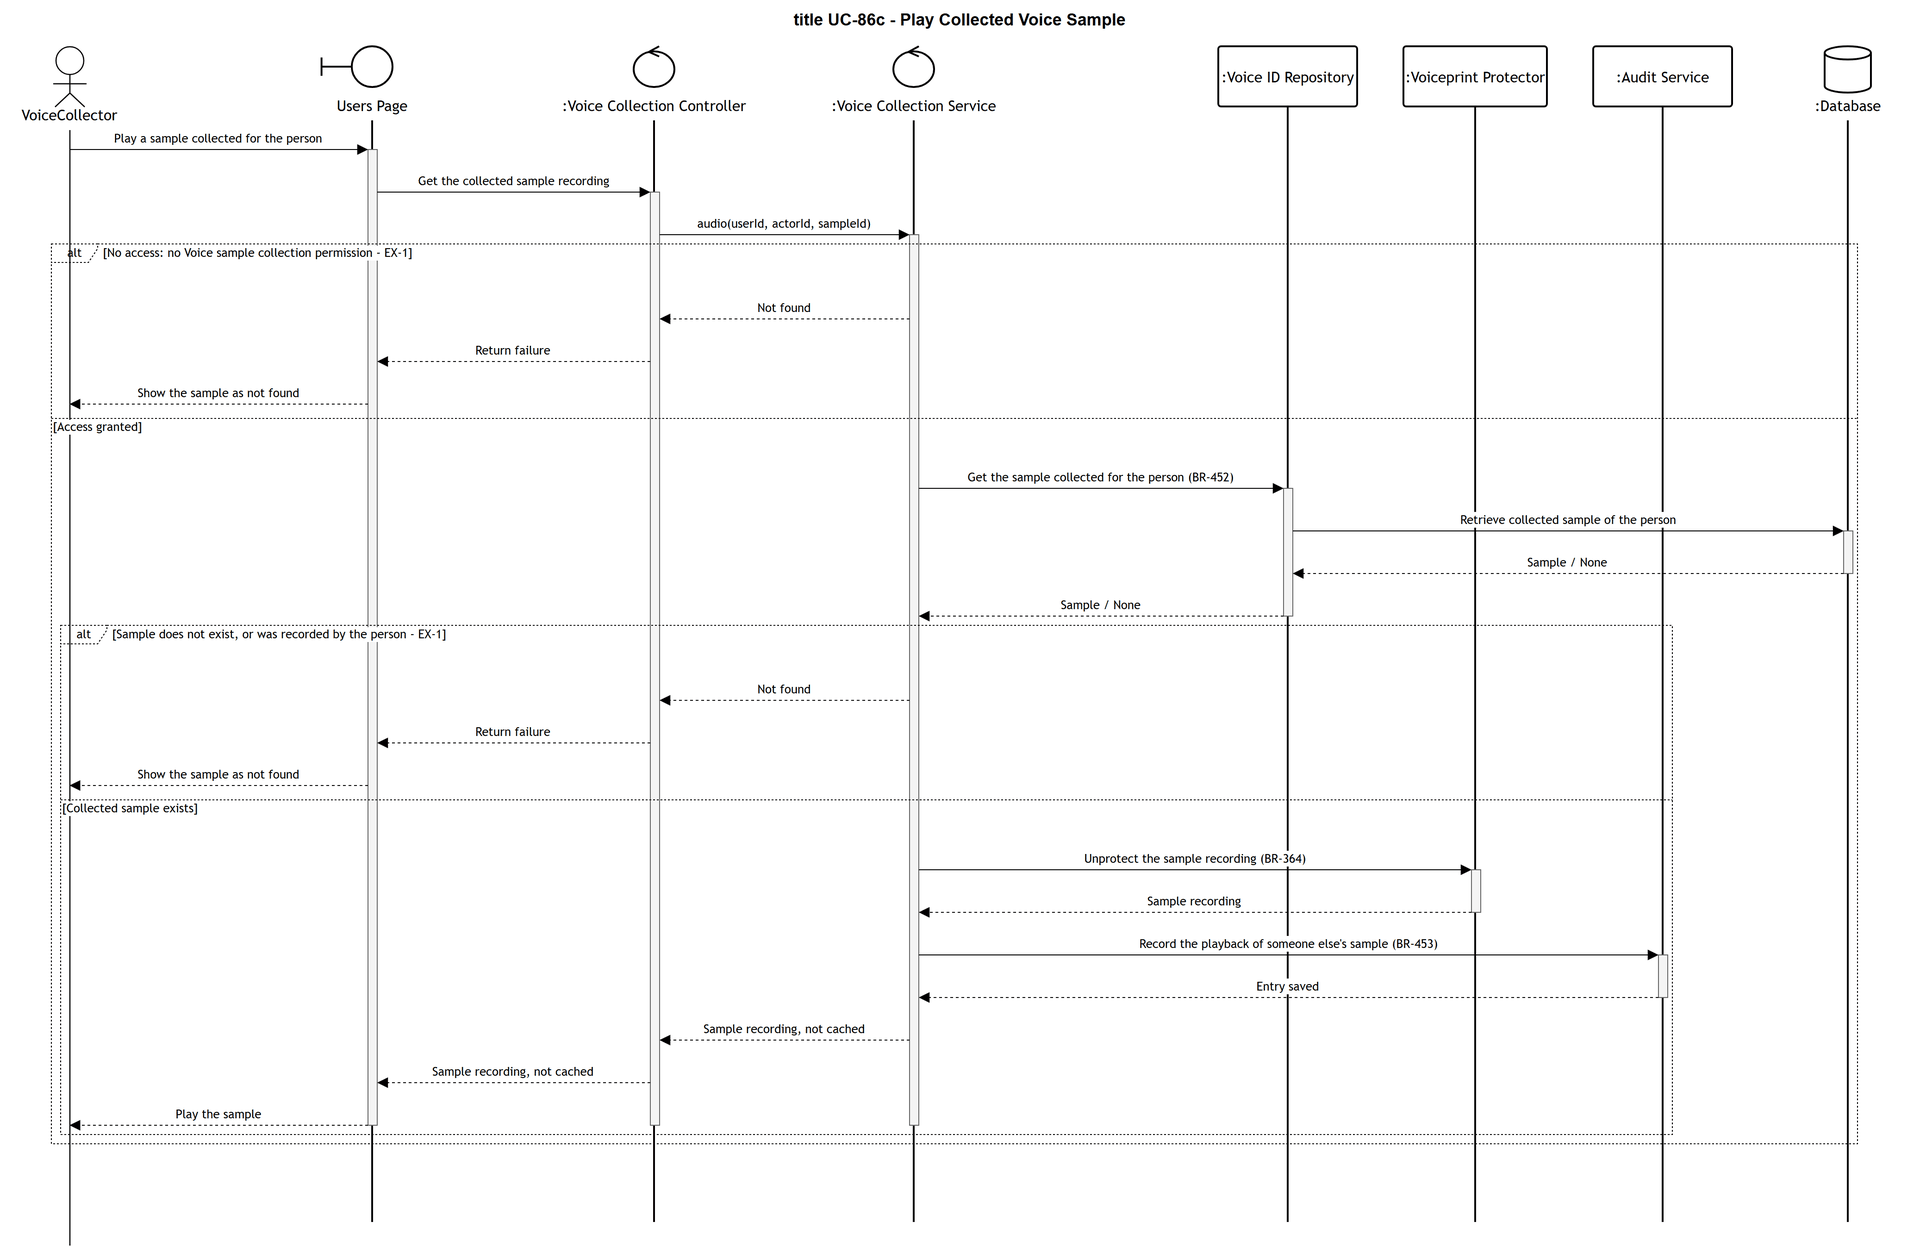 title UC-86c - Play Collected Voice Sample
VoiceCollector
Users Page
:Voice Collection Controller
:Voice Collection Service
:Voice ID Repository
:Voiceprint Protector
:Audit Service
:Database
Play a sample collected for the person
Get the collected sample recording
audio(userId, actorId, sampleId)
alt [No access: no Voice sample collection permission - EX-1]
Not found
Return failure
Show the sample as not found
[Access granted]
Get the sample collected for the person (BR-452)
Retrieve collected sample of the person
Sample / None
Sample / None
alt [Sample does not exist, or was recorded by the person - EX-1]
Not found
Return failure
Show the sample as not found
[Collected sample exists]
Unprotect the sample recording (BR-364)
Sample recording
Record the playback of someone else's sample (BR-453)
Entry saved
Sample recording, not cached
Sample recording, not cached
Play the sample